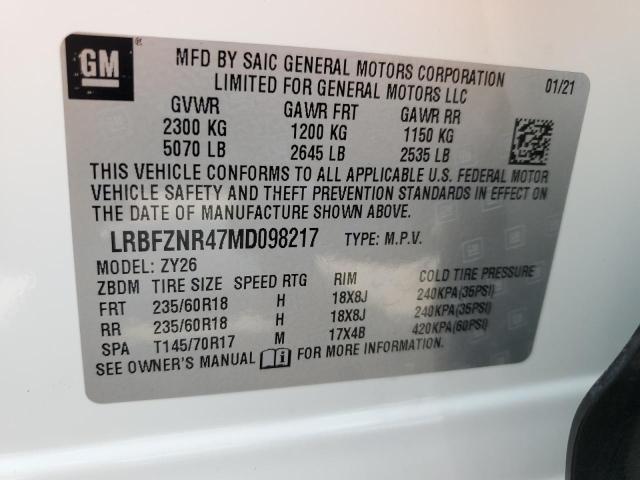 GM
MFD BY SAIC GENERAL MOTORS CORPORATION
LIMITED FOR GENERAL MOTORS LLC 01/21
GVWR GAWR FRT GAWR RR
2300 KG 1200 KG 1150 KG
5070 LB 2645 LB 2535 LB
THIS VEHICLE CONFORMS TO ALL APPLICABLE U.S. FEDERAL MOTOR
VEHICLE SAFETY AND THEFT PREVENTION STANDARDS IN EFFECT ON
THE DATE OF MANUFACTURE SHOWN ABOVE.
LRBFZNR47MD098217 TYPE: M.P.V.
MODEL: ZY26
ZBDM TIRE SIZE SPEED RTG RIM COLD TIRE PRESSURE
FRT 235/60R18 H 18X8J 240KPA(35PSI)
RR 235/60R18 H 18X8J 240KPA(35PSI)
SPA T145/70R17 M 17X4B 420KPA(60PSI)
SEE OWNER'S MANUAL FOR MORE INFORMATION.